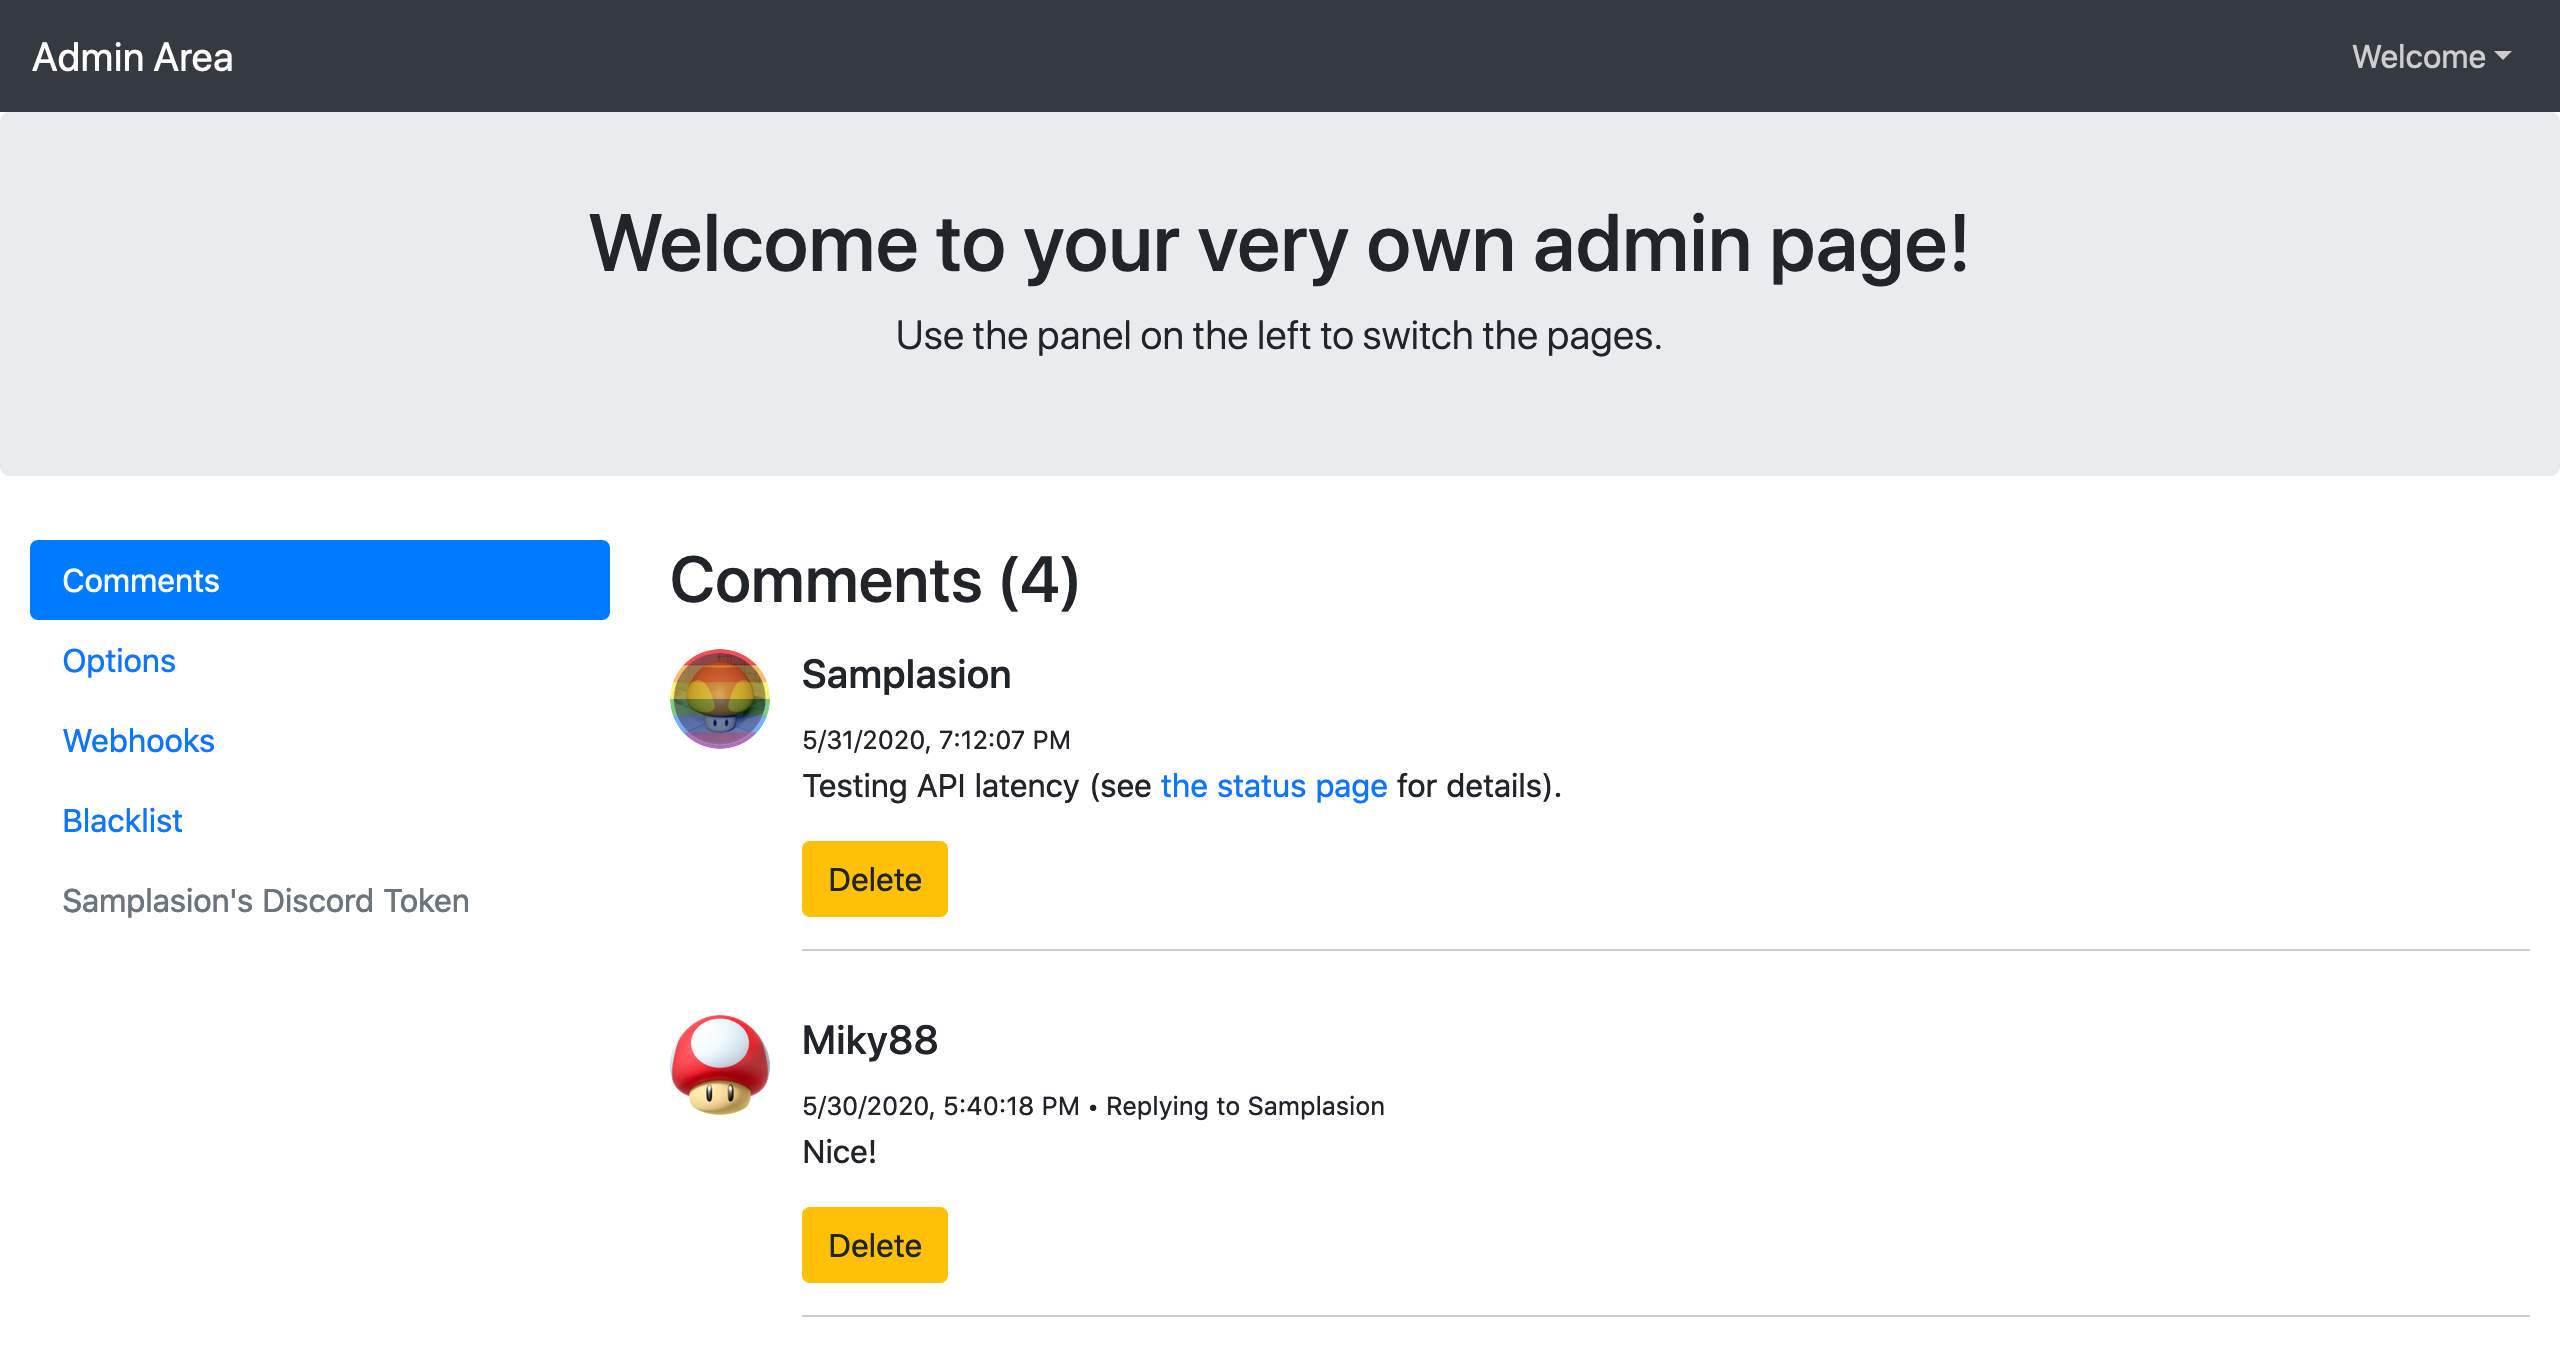 Admin Area
Welcome
Welcome to your very own admin page!
Use the panel on the left to switch the pages.
Comments
Options
Webhooks
Blacklist
Samplasion's Discord Token
Comments (4)
Samplasion
5/31/2020, 7:12:07 PM
Testing API latency (see the status page for details).
Delete
Miky88
5/30/2020, 5:40:18 PM • Replying to Samplasion
Nice!
Delete